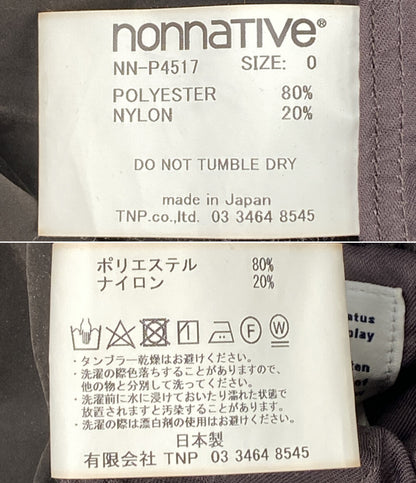 nonnative®
NN-P4517 SIZE: 0
POLYESTER 80%
NYLON 20%
DO NOT TUMBLE DRY
made in Japan
TNP.co,ltd. 03 3464 8545
ポリエステル 80%
ナイロン 20%
F W
・タンブラー乾燥はお避けください。
・洗濯の際色落ちすることがありますので、
他の物と分別して洗ってください。
・洗濯前に水に浸けておいたり濡れた状態で
放置されますと汚染することがあります。
・洗濯の際は漂白剤の使用はお避けください。
日本製
有限会社 TNP 03 3464 8545
atus
play
tan
of